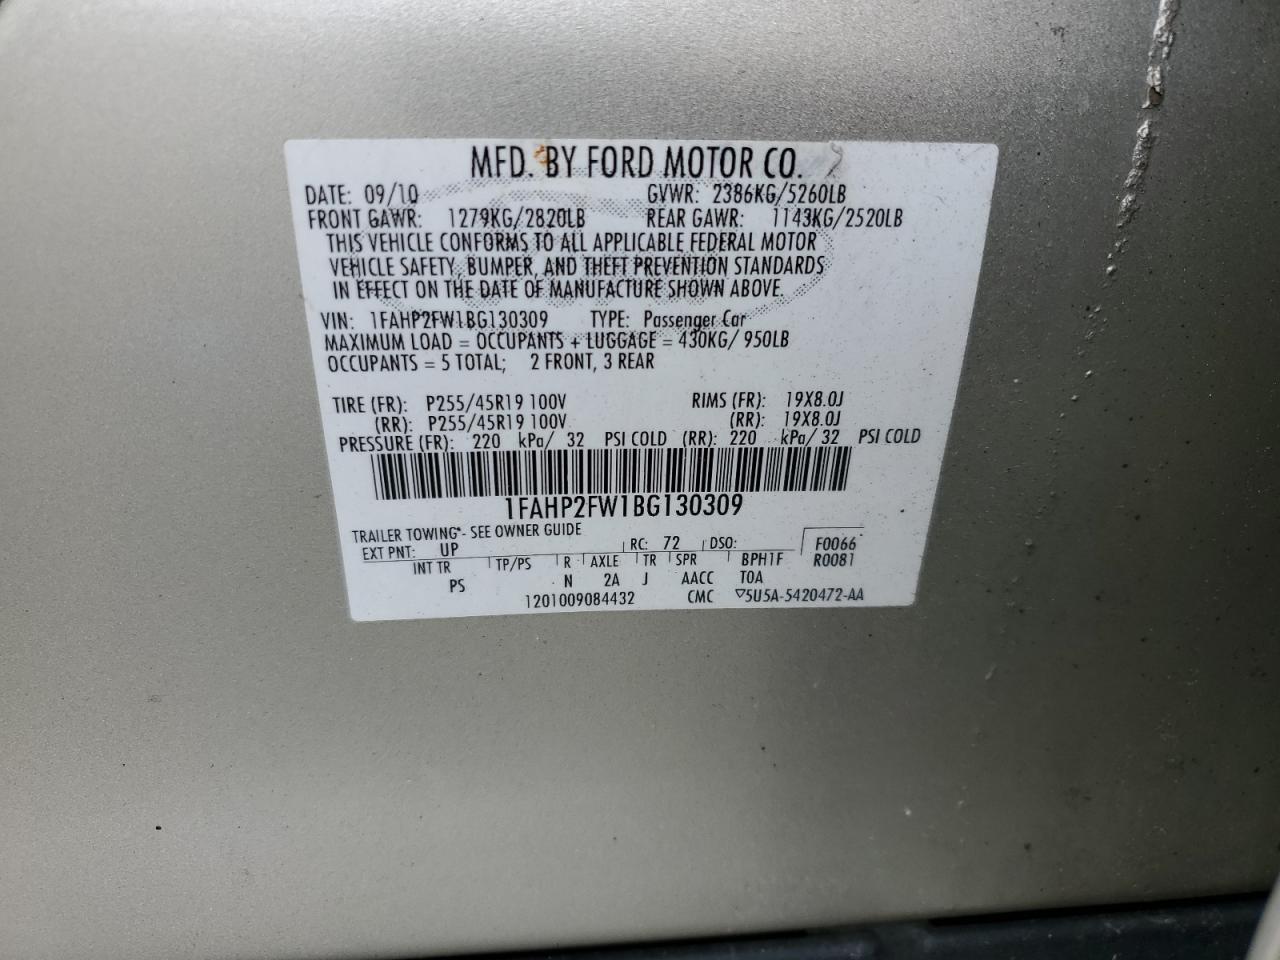 MFD. BY FORD MOTOR CO.
DATE: 09/10 GVWR: 2386KG/5260LB
FRONT GAWR: 1279KG/2820LB REAR GAWR: 1143KG/2520LB
THIS VEHICLE CONFORMS TO ALL APPLICABLE FEDERAL MOTOR
VEHICLE SAFETY, BUMPER, AND THEFT PREVENTION STANDARDS
IN EFFECT ON THE DATE OF MANUFACTURE SHOWN ABOVE.
VIN: 1FAHP2FW1BG130309 TYPE: Passenger Car
MAXIMUM LOAD = OCCUPANTS + LUGGAGE = 430KG/ 950LB
OCCUPANTS = 5 TOTAL; 2 FRONT, 3 REAR
TIRE (FR): P255/45R19 100V RIMS (FR): 19X8.0J
(RR): P255/45R19 100V (RR): 19X8.0J
PRESSURE (FR): 220 kPa/ 32 PSI COLD (RR): 220 kPa/ 32 PSI COLD
1FAHP2FW1BG130309
TRAILER TOWING - SEE OWNER GUIDE
EXT PNT: UP RC: 72 DSO: F0066
INT TR TP/PS R AXLE TR SPR BPH1F R0081
PS N 2A J AACC TOA
1201009084432 CMC ▽5U5A-5420472-AA